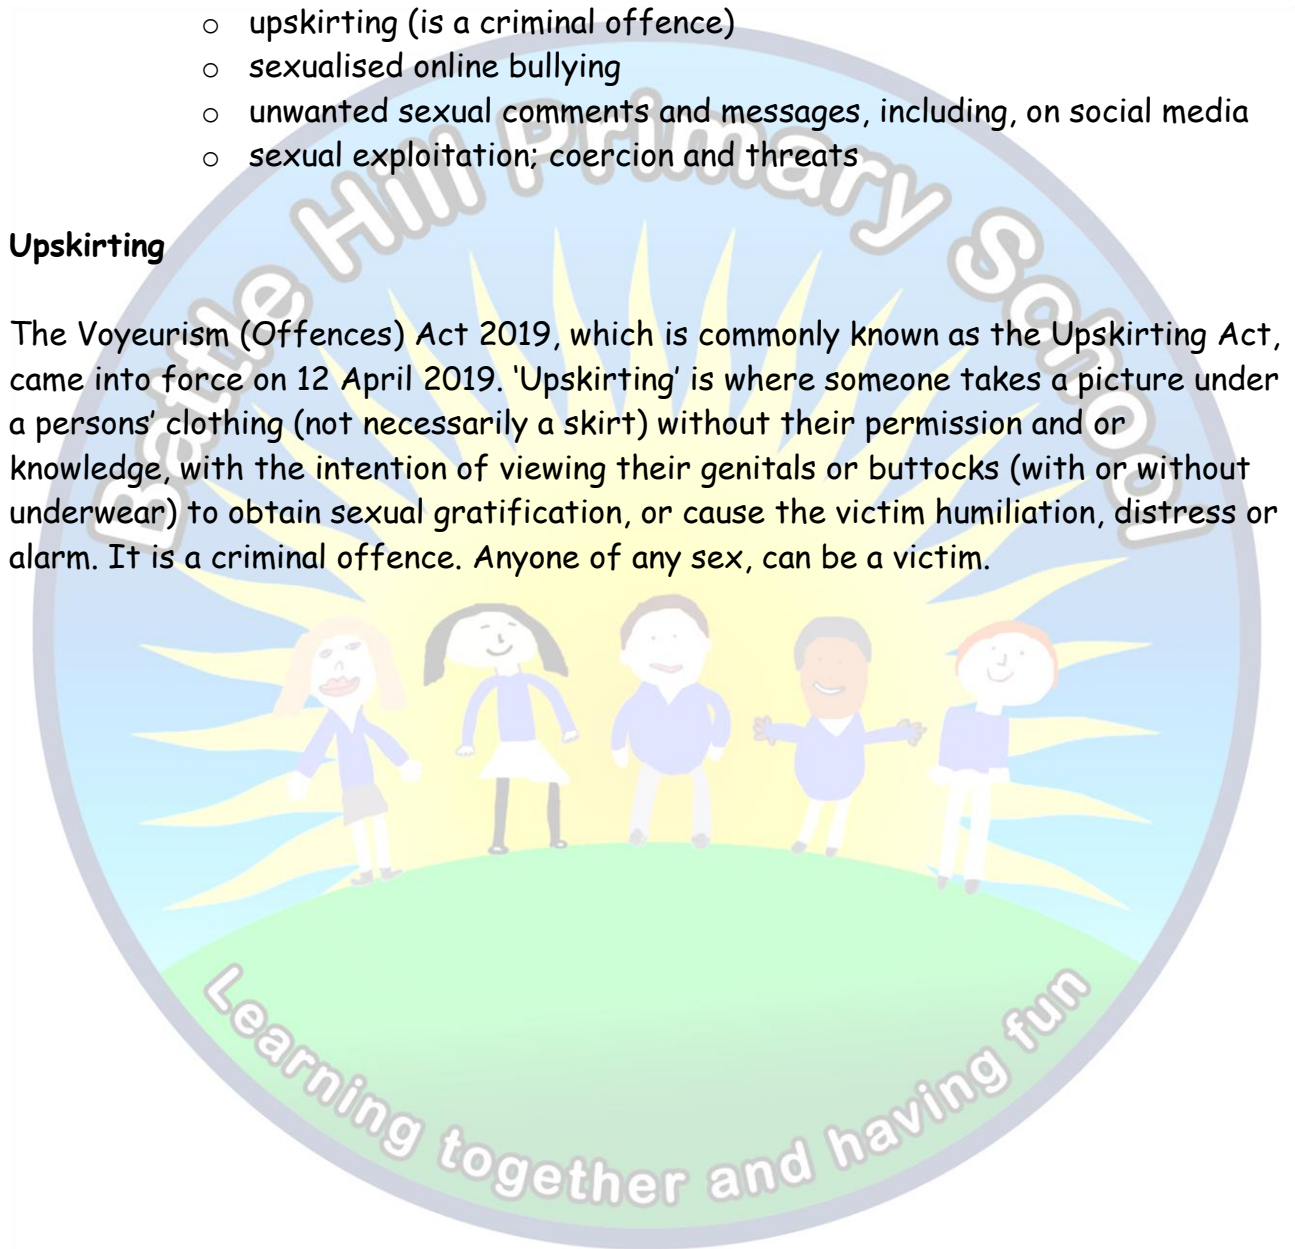 o upskirting (is a criminal offence)
o sexualised online bullying
o unwanted sexual comments and messages, including, on social media
o sexual exploitation; coercion and threats
Upskirting
The Voyeurism (Offences) Act 2019, which is commonly known as the Upskirting Act,
came into force on 12 April 2019. ‘Upskirting’ is where someone takes a picture under
a persons’ clothing (not necessarily a skirt) without their permission and or
knowledge, with the intention of viewing their genitals or buttocks (with or without
underwear) to obtain sexual gratification, or cause the victim humiliation, distress or
alarm. It is a criminal offence. Anyone of any sex, can be a victim.
Battle Hill Primary School
Learning together and having fun